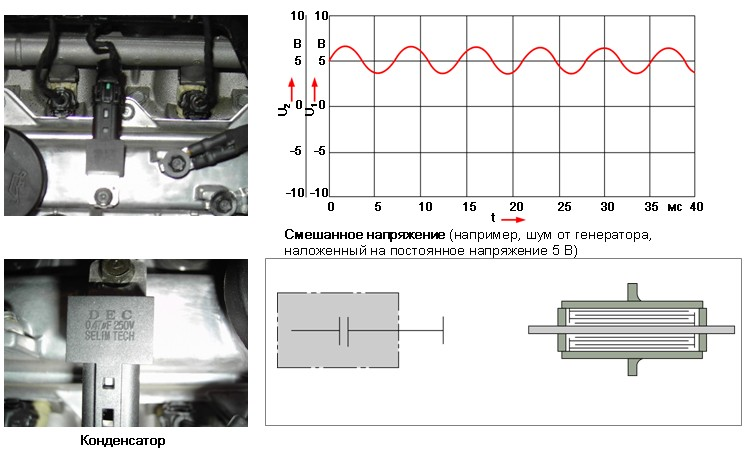 10 10
В В
5 5
U2 0 U1 0
-5 -5
-10 -10
0 5 10 15 20 23 30 35 мс 40
t
Смешанное напряжение (например, шум от генератора,
наложенный на постоянное напряжение 5 В)
DEC
0.47㎌ 250V
SELIM TECH
Конденсатор